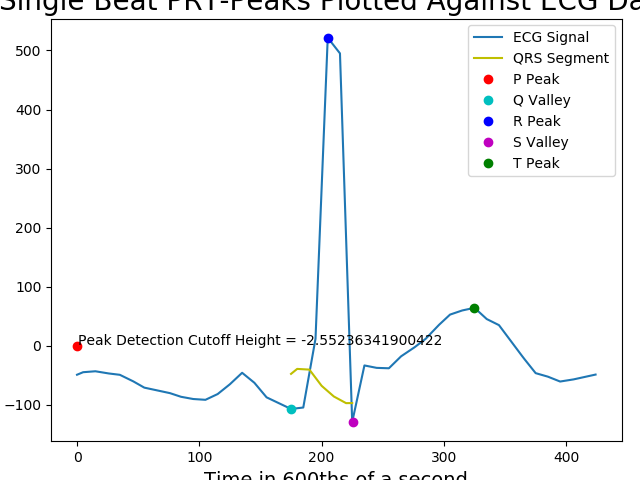 Single Beat PRT-Peaks Plotted Against ECG Da
500
400
300
200
100
0
−100
ECG Signal
QRS Segment
P Peak
Q Valley
R Peak
S Valley
T Peak
Peak Detection Cutoff Height = -2.55236341900422
0 100 200 300 400
Time in 600ths of a second